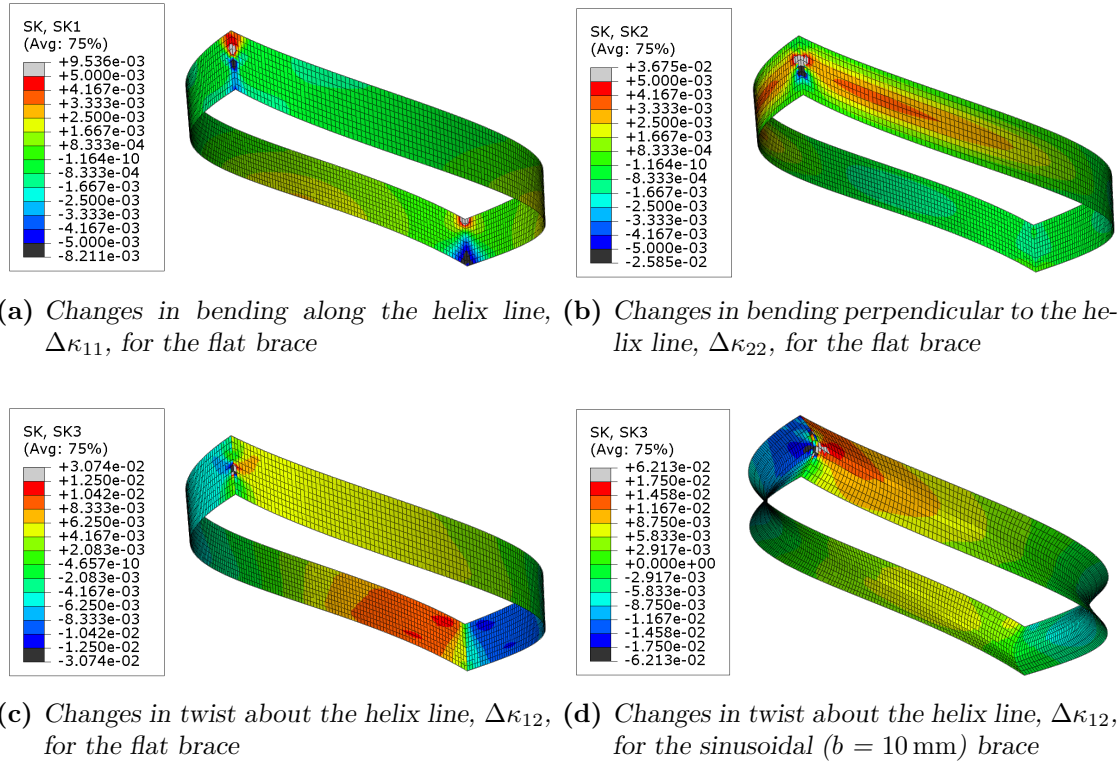 SK, SK1
(Avg: 75%)
+9.536e-03
+5.000e-03
+4.167e-03
+3.333e-03
+2.500e-03
+1.667e-03
+8.333e-04
-1.164e-10
-8.333e-04
-1.667e-03
-2.500e-03
-3.333e-03
-4.167e-03
-5.000e-03
-8.211e-03
SK, SK2
(Avg: 75%)
+3.675e-02
+5.000e-03
+4.167e-03
+3.333e-03
+2.500e-03
+1.667e-03
+8.333e-04
-1.164e-10
-8.333e-04
-1.667e-03
-2.500e-03
-3.333e-03
-4.167e-03
-5.000e-03
-2.585e-02
(a) Changes in bending along the helix line,
Δκ₁₁, for the flat brace
(b) Changes in bending perpendicular to the he-
lix line, Δκ₂₂, for the flat brace
SK, SK3
(Avg: 75%)
+3.074e-02
+1.250e-02
+1.042e-02
+8.333e-03
+6.250e-03
+4.167e-03
+2.083e-03
-4.657e-10
-2.083e-03
-4.167e-03
-6.250e-03
-8.333e-03
-1.042e-02
-1.250e-02
-3.074e-02
SK, SK3
(Avg: 75%)
+6.213e-02
+1.750e-02
+1.458e-02
+1.167e-02
+8.750e-03
+5.833e-03
+2.917e-03
+0.000e+00
-2.917e-03
-5.833e-03
-8.750e-03
-1.167e-02
-1.458e-02
-1.750e-02
-6.213e-02
(c) Changes in twist about the helix line, Δκ₁₂,
for the flat brace
(d) Changes in twist about the helix line, Δκ₁₂,
for the sinusoidal (b = 10 mm) brace